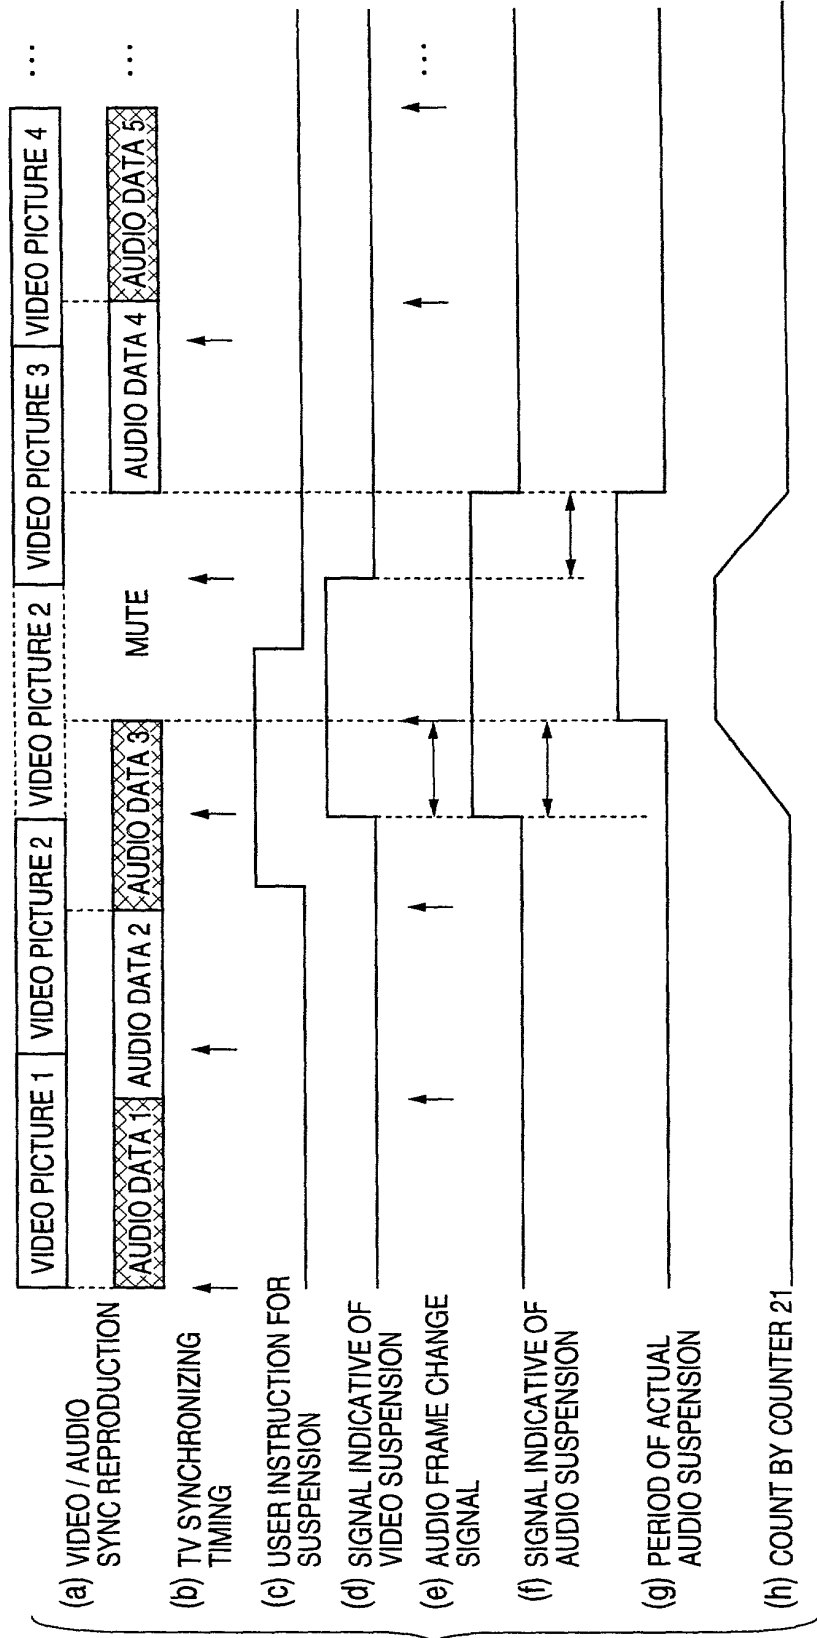 (a) VIDEO / AUDIO
SYNC REPRODUCTION
VIDEO PICTURE 1
VIDEO PICTURE 2
VIDEO PICTURE 2
VIDEO PICTURE 3
VIDEO PICTURE 4
...
AUDIO DATA 1
AUDIO DATA 2
AUDIO DATA 3
MUTE
AUDIO DATA 4
AUDIO DATA 5
...
(b) TV SYNCHRONIZING
TIMING
(c) USER INSTRUCTION FOR
SUSPENSION
(d) SIGNAL INDICATIVE OF
VIDEO SUSPENSION
(e) AUDIO FRAME CHANGE
SIGNAL
...
(f) SIGNAL INDICATIVE OF
AUDIO SUSPENSION
(g) PERIOD OF ACTUAL
AUDIO SUSPENSION
(h) COUNT BY COUNTER 21